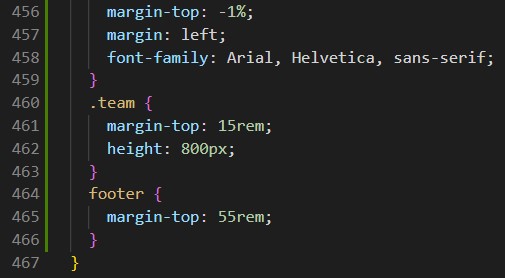 456 margin-top: -1%;
457 margin: left;
458 font-family: Arial, Helvetica, sans-serif;
459 }
460 .team {
461 margin-top: 15rem;
462 height: 800px;
463 }
464 footer {
465 margin-top: 55rem;
466 }
467 }